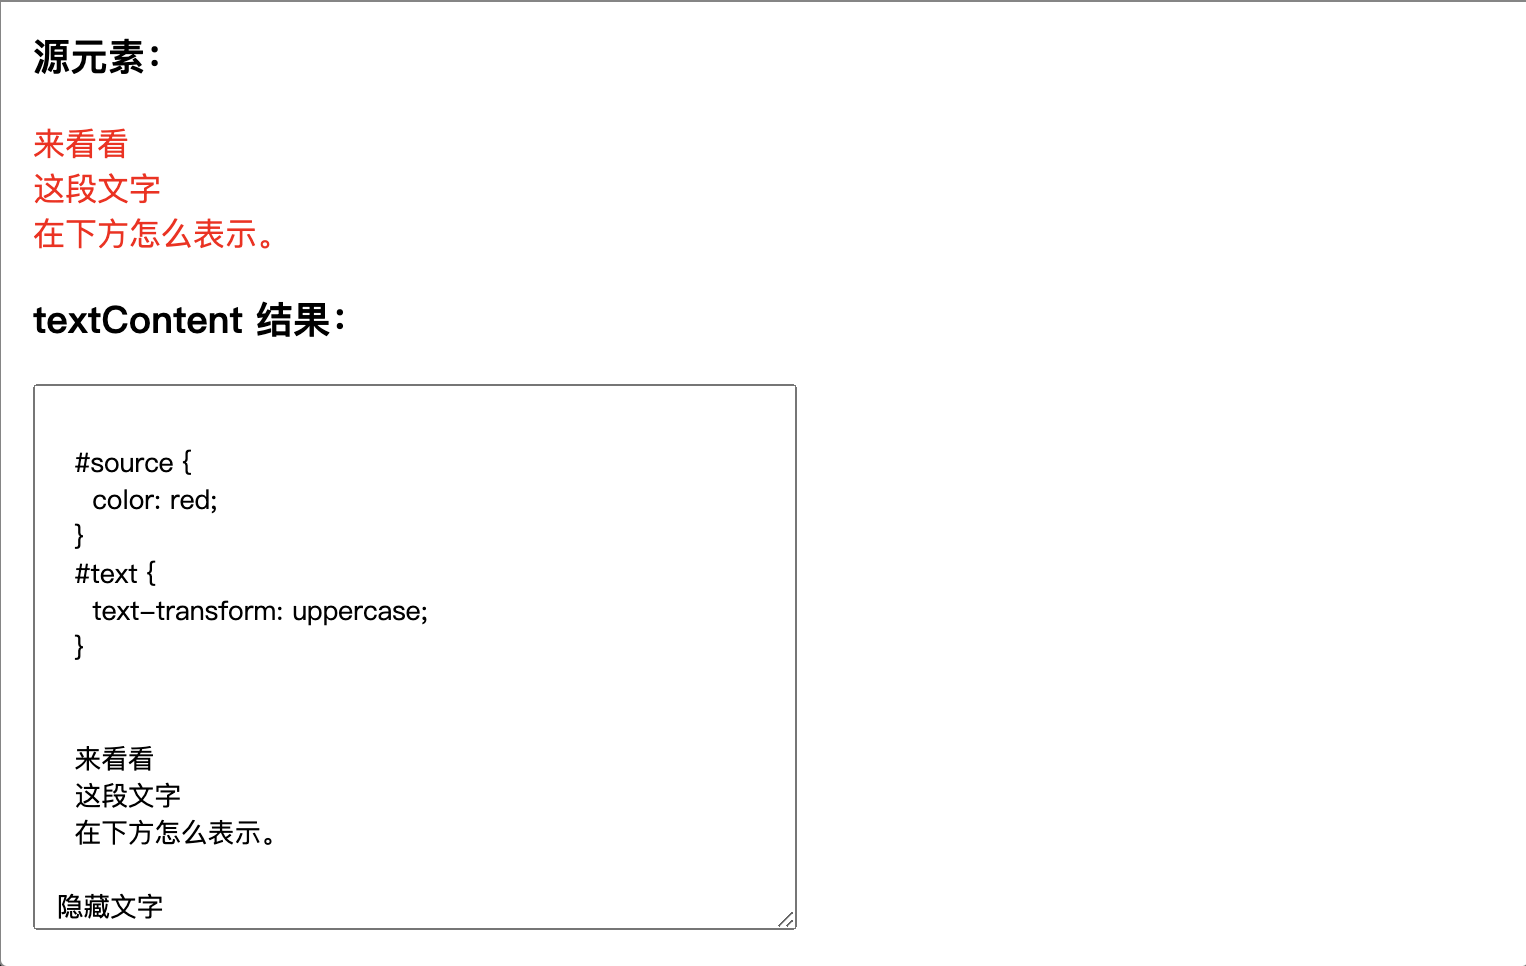 源元素：
来看看
这段文字
在下方怎么表示。
textContent 结果：
#source {
color: red;
}
#text {
text-transform: uppercase;
}
来看看
这段文字
在下方怎么表示。
隐藏文字